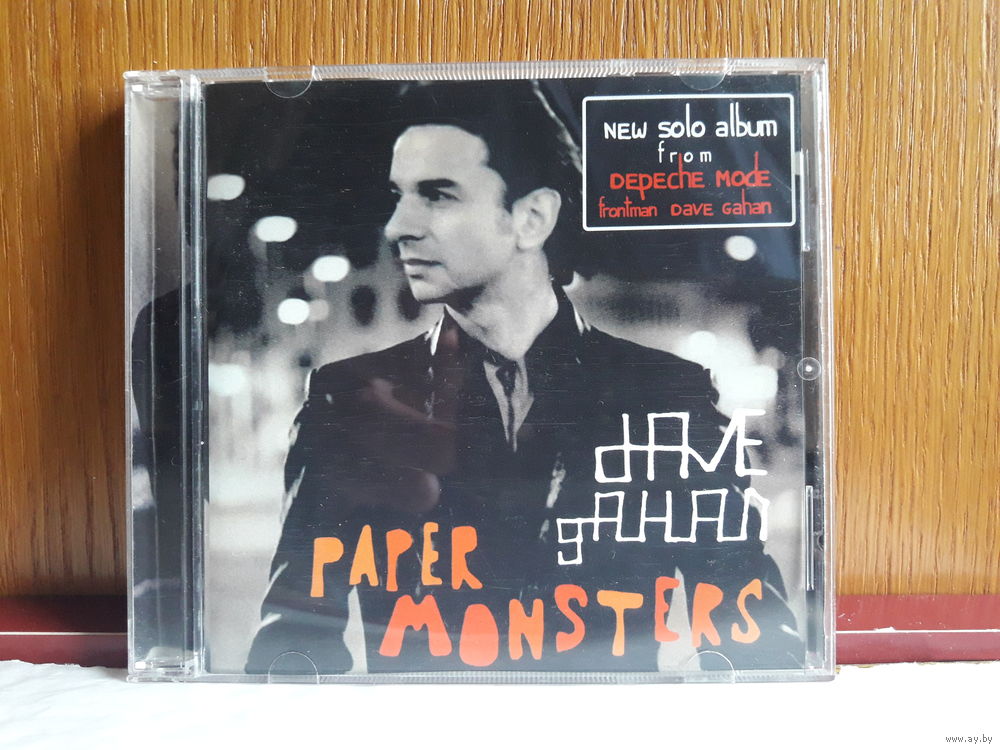 NEW solo album
from
DEPEchE MODE
frontman DAVE Gahan
dAVE
gAhAn
PAPER
MONSTERS
www.ay.by